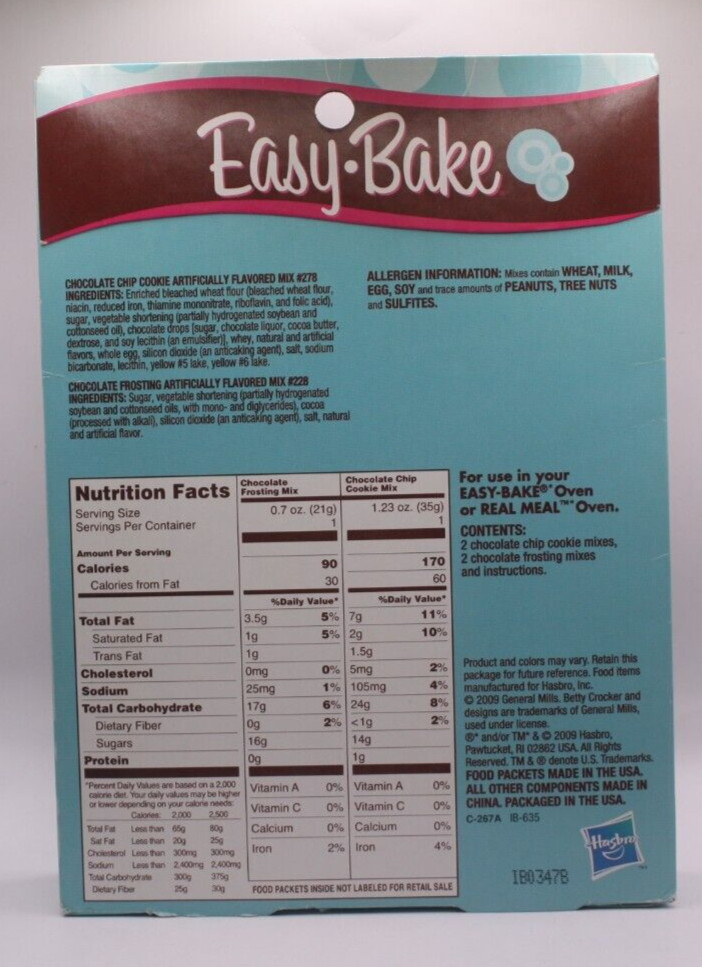 Easy·Bake
CHOCOLATE CHIP COOKIE ARTIFICIALLY FLAVORED MIX #278
INGREDIENTS: Enriched bleached wheat flour (bleached wheat flour,
niacin, reduced iron, thiamine mononitrate, riboflavin, and folic acid),
sugar, vegetable shortening (partially hydrogenated soybean and
cottonseed oil), chocolate drops [sugar, chocolate liquor, cocoa butter,
dextrose, and soy lecithin (an emulsifier)], whey, natural and artificial
flavors, whole egg, silicon dioxide (an anticaking agent), salt, sodium
bicarbonate, lecithin, yellow #5 lake, yellow #6 lake.
CHOCOLATE FROSTING ARTIFICIALLY FLAVORED MIX #228
INGREDIENTS: Sugar, vegetable shortening (partially hydrogenated
soybean and cottonseed oils, with mono- and diglycerides), cocoa
(processed with alkali), silicon dioxide (an anticaking agent), salt, natural
and artificial flavor.
ALLERGEN INFORMATION: Mixes contain WHEAT, MILK,
EGG, SOY and trace amounts of PEANUTS, TREE NUTS
and SULFITES.
Nutrition Facts Chocolate Frosting Mix Chocolate Chip Cookie Mix
Serving Size 0.7 oz. (21g) 1.23 oz. (35g)
Servings Per Container 1 1
Amount Per Serving
Calories 90 170
Calories from Fat 30 60
%Daily Value* %Daily Value*
Total Fat 3.5g 5% 7g 11%
Saturated Fat 1g 5% 2g 10%
Trans Fat 1g 1.5g
Cholesterol 0mg 0% 5mg 2%
Sodium 25mg 1% 105mg 4%
Total Carbohydrate 17g 6% 24g 8%
Dietary Fiber 0g 2% <1g 2%
Sugars 16g 14g
Protein 0g 1g
Vitamin A 0% Vitamin A 0%
Vitamin C 0% Vitamin C 0%
Calcium 0% Calcium 0%
Iron 2% Iron 4%
*Percent Daily Values are based on a 2,000
calorie diet. Your daily values may be higher
or lower depending on your calorie needs:
Calories: 2,000 2,500
Total Fat Less than 65g 80g
Sat Fat Less than 20g 25g
Cholesterol Less than 300mg 300mg
Sodium Less than 2,400mg 2,400mg
Total Carbohydrate 300g 375g
Dietary Fiber 25g 30g
FOOD PACKETS INSIDE NOT LABELED FOR RETAIL SALE
For use in your
EASY-BAKE®* Oven
or REAL MEAL™* Oven.
CONTENTS:
2 chocolate chip cookie mixes,
2 chocolate frosting mixes
and instructions.
Product and colors may vary. Retain this
package for future reference. Food items
manufactured for Hasbro, Inc.
© 2009 General Mills. Betty Crocker and
designs are trademarks of General Mills,
used under license.
®* and/or TM* & © 2009 Hasbro,
Pawtucket, RI 02862 USA. All Rights
Reserved. TM & ® denote U.S. Trademarks.
FOOD PACKETS MADE IN THE USA.
ALL OTHER COMPONENTS MADE IN
CHINA. PACKAGED IN THE USA.
C-267A IB-635
Hasbro
IB0347B